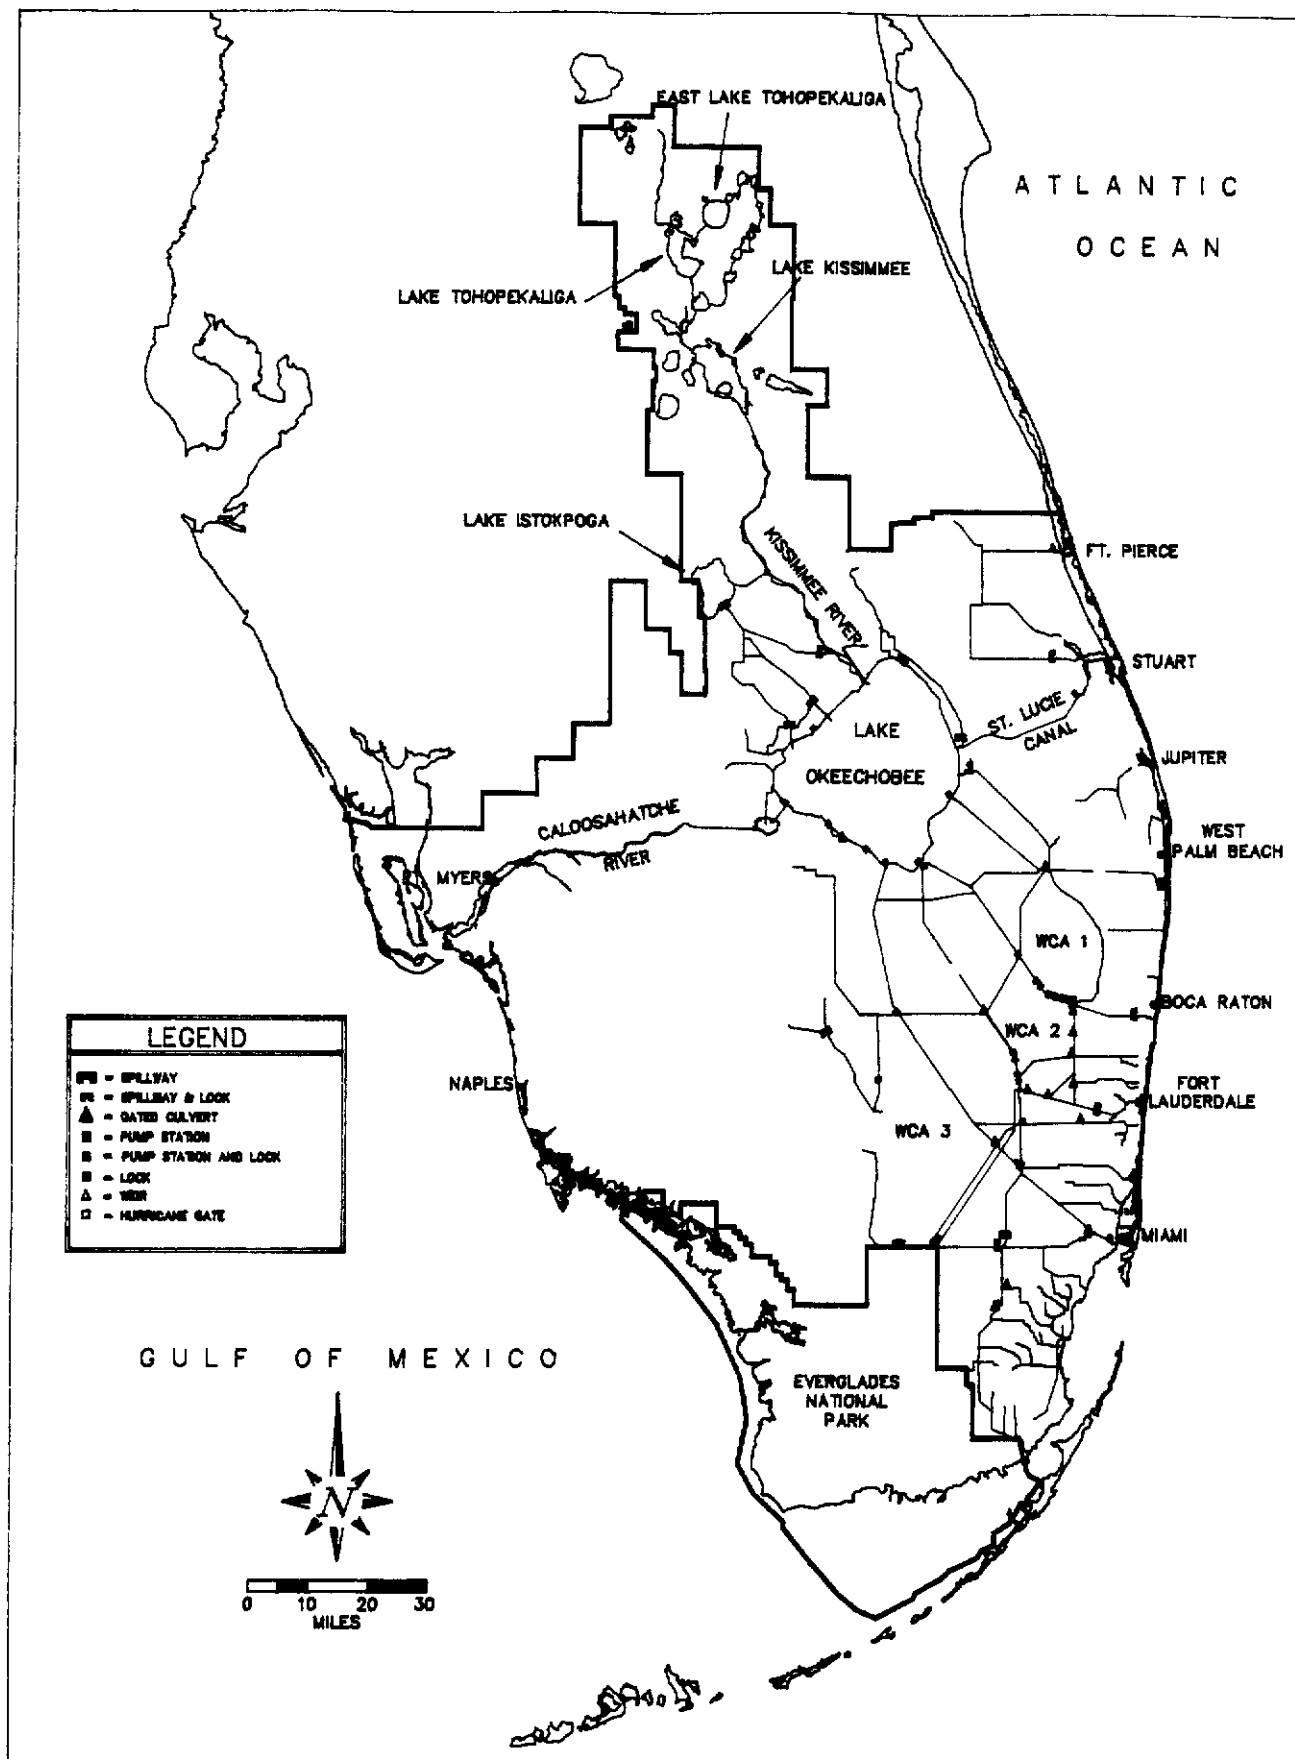 EAST LAKE TOHOPEKALIGA
ATLANTIC
OCEAN
LAKE KISSIMMEE
LAKE TOHOPEKALIGA
LAKE ISTOKPOGA
KISSIMMEE RIVER
FT. PIERCE
STUART
ST. LUCIE
CANAL
LAKE
OKEECHOBEE
JUPITER
CALOOSAHATCHE
RIVER
WEST
PALM BEACH
MYERS
WCA 1
BOCA RATON
WCA 2
NAPLES
FORT
LAUDERDALE
WCA 3
MIAMI
LEGEND
= SPILLWAY
= SPILLWAY & LOCK
= GATED CULVERT
= PUMP STATION
= PUMP STATION AND LOCK
= LOCK
= WEIR
= HURRICANE GATE
GULF OF MEXICO
EVERGLADES
NATIONAL
PARK
N
0 10 20 30
MILES